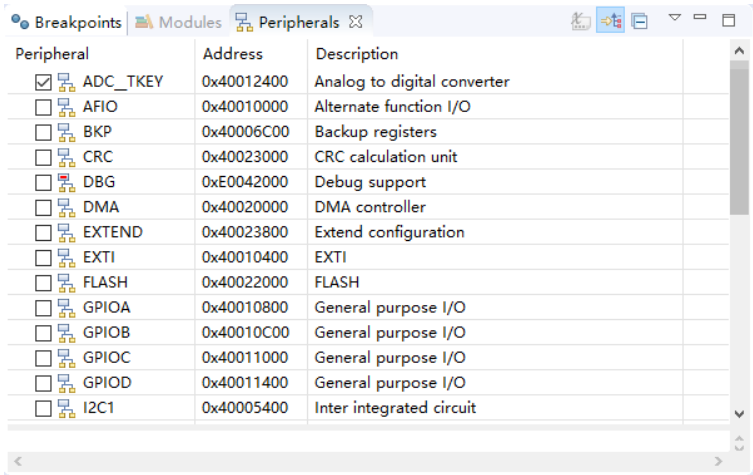 Breakpoints Modules Peripherals
Peripheral Address Description
ADC_TKEY 0x40012400 Analog to digital converter
AFIO 0x40010000 Alternate function I/O
BKP 0x40006C00 Backup registers
CRC 0x40023000 CRC calculation unit
DBG 0xE0042000 Debug support
DMA 0x40020000 DMA controller
EXTEND 0x40023800 Extend configuration
EXTI 0x40010400 EXTI
FLASH 0x40022000 FLASH
GPIOA 0x40010800 General purpose I/O
GPIOB 0x40010C00 General purpose I/O
GPIOC 0x40011000 General purpose I/O
GPIOD 0x40011400 General purpose I/O
I2C1 0x40005400 Inter integrated circuit